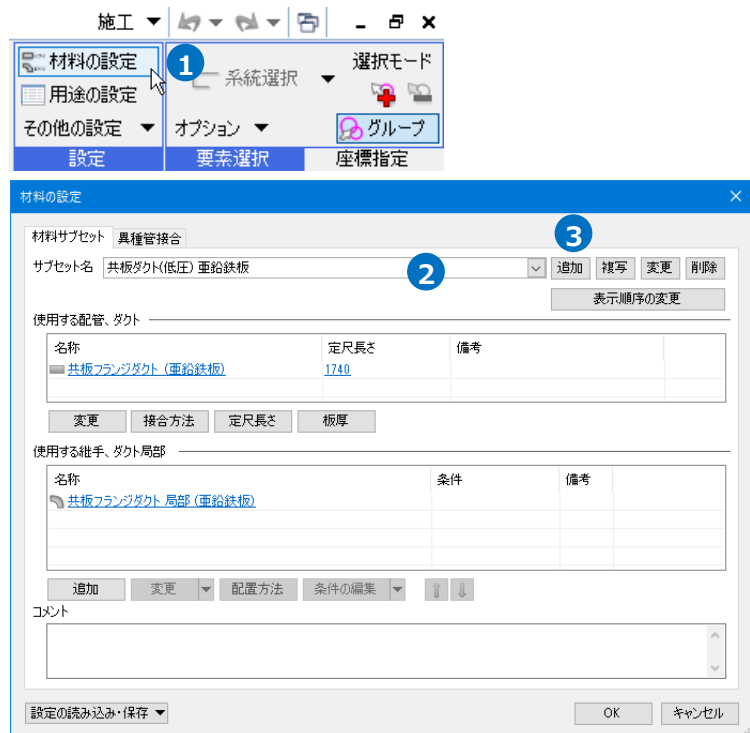 施工
材料の設定 1 系統選択 選択モード
用途の設定
その他の設定 オプション グループ
設定 要素選択 座標指定
材料の設定
材料サブセット 異種管接合
3
サブセット名 共板ダクト(低圧) 亜鉛鉄板 2 追加 複写 変更 削除
表示順序の変更
使用する配管、ダクト
名称 定尺長さ 備考
共板フランジダクト (亜鉛鉄板) 1740
変更 接合方法 定尺長さ 板厚
使用する継手、ダクト局部
名称 条件 備考
共板フランジダクト 局部 (亜鉛鉄板)
追加 変更 配置方法 条件の編集
コメント
設定の読み込み・保存 OK キャンセル